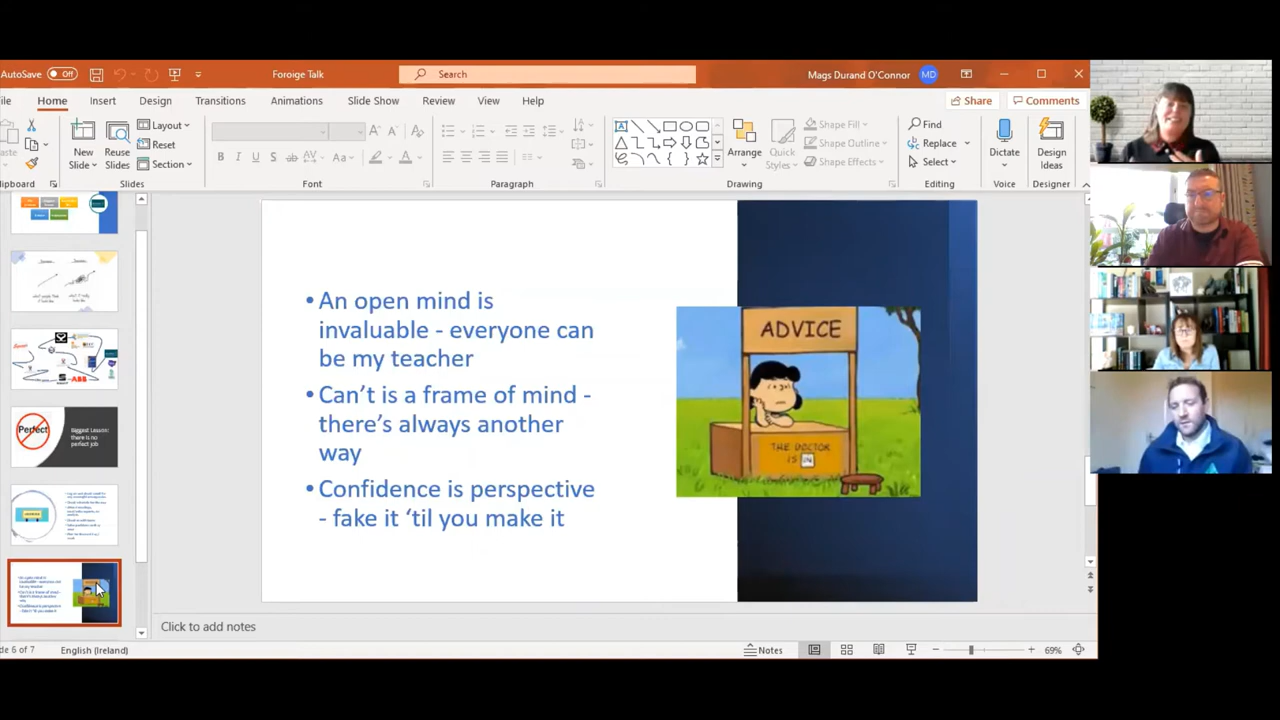 AutoSave Off
Foroige Talk
Search
Mags Durand O'Connor MD
ile Home Insert Design Transitions Animations Slide Show Review View Help
Share Comments
aste
New Slide
Reuse Slides
Layout
Reset
Section
Arrange
Quick Styles
Shape Fill
Shape Outline
Shape Effects
Find
Replace
Select
Dictate
Design Ideas
lipboard
Slides
Font
Paragraph
Drawing
Editing
Voice
Designer
Perfect
Biggest Lesson:
there is
no perfect
job
ABB
• An open mind is
invaluable - everyone can
be my teacher
• Can’t is a frame of mind -
there’s always another
way
• Confidence is perspective
- fake it ‘til you make it
ADVICE
THE DOCTOR
IS IN
Click to add notes
de 6 of 7
English (Ireland)
Notes
69%